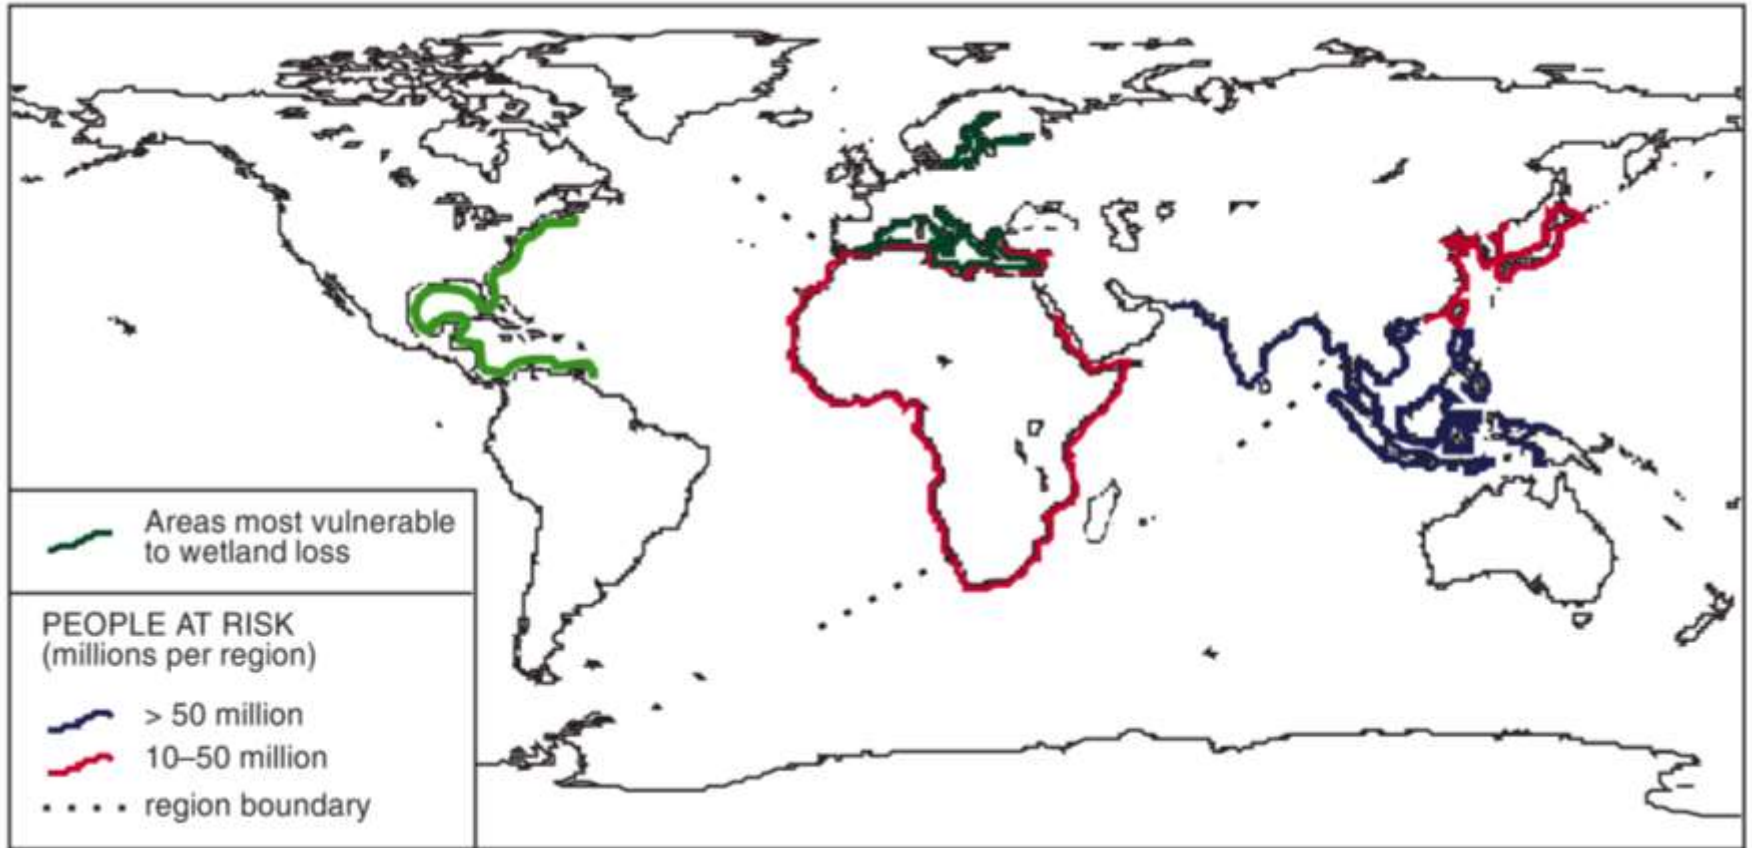 Areas most vulnerable
to wetland loss
PEOPLE AT RISK
(millions per region)
> 50 million
10–50 million
region boundary